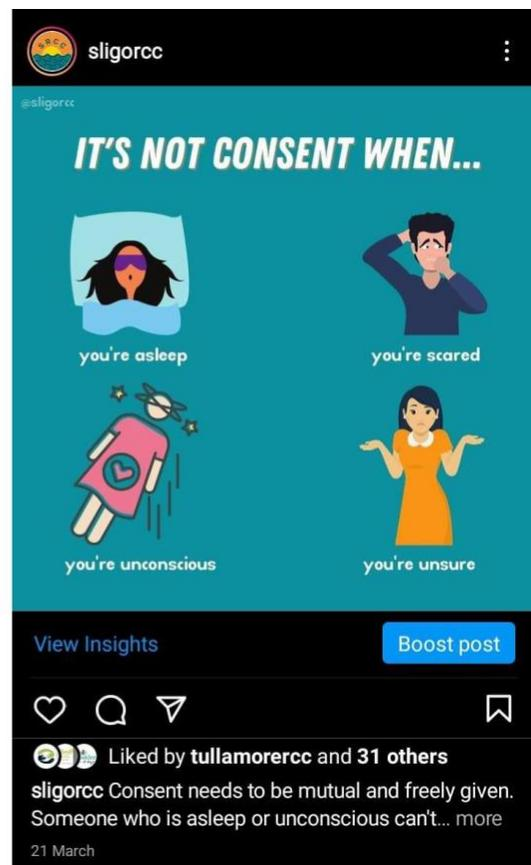 S.R.C.C
sligorcc
@sligorcc
IT'S NOT CONSENT WHEN...
you're asleep
you're scared
you're unconscious
you're unsure
View Insights
Boost post
Liked by tullamorercc and 31 others
sligorcc Consent needs to be mutual and freely given.
Someone who is asleep or unconscious can't... more
21 March